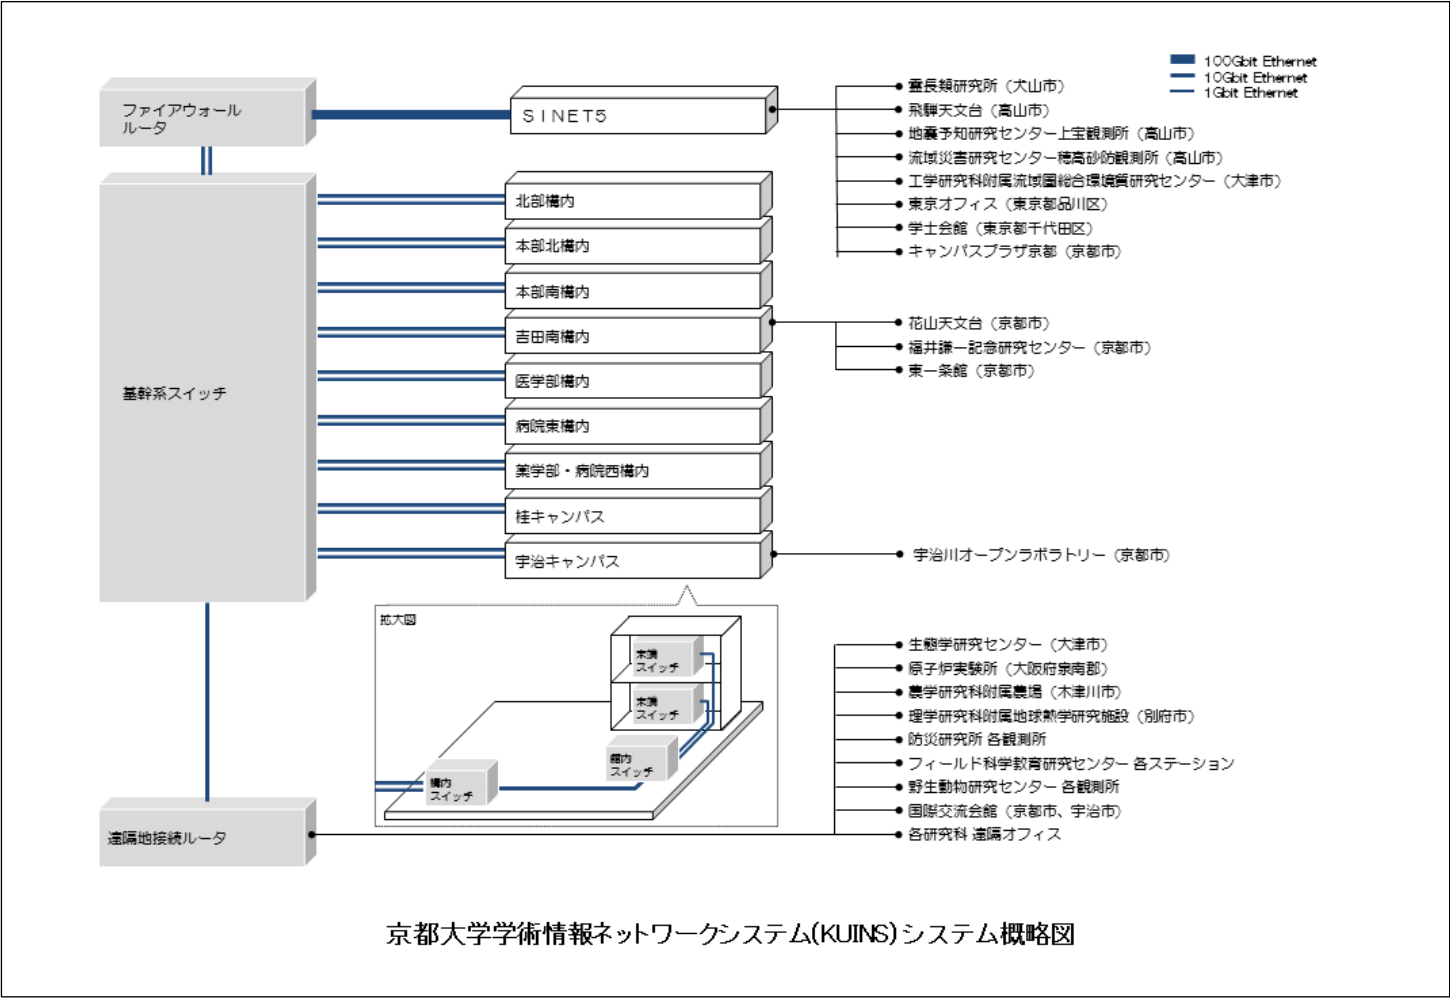 100Gbit Ethernet
10Gbit Ethernet
1Gbit Ethernet
ファイアウォール
ルータ
SINET5
霊長類研究所（犬山市）
飛騨天文台（高山市）
地震予知研究センター上宝観測所（高山市）
流域災害研究センター穂高砂防観測所（高山市）
工学研究科附属流域圏総合環境質研究センター（大津市）
東京オフィス（東京都品川区）
学士会館（東京都千代田区）
キャンパスプラザ京都（京都市）
基幹系スイッチ
北部構内
本部北構内
本部南構内
吉田南構内
医学部構内
病院東構内
薬学部・病院西構内
桂キャンパス
宇治キャンパス
花山天文台（京都市）
福井謙一記念研究センター（京都市）
東一条館（京都市）
宇治川オープンラボラトリー（京都市）
拡大図
末端
スイッチ
末端
スイッチ
館内
スイッチ
構内
スイッチ
遠隔地接続ルータ
生態学研究センター（大津市）
原子炉実験所（大阪府泉南郡）
農学研究科附属農場（木津川市）
理学研究科附属地球熱学研究施設（別府市）
防災研究所 各観測所
フィールド科学教育研究センター 各ステーション
野生動物研究センター 各観測所
国際交流会館（京都市、宇治市）
各研究科 遠隔オフィス
京都大学学術情報ネットワークシステム(KUINS)システム概略図